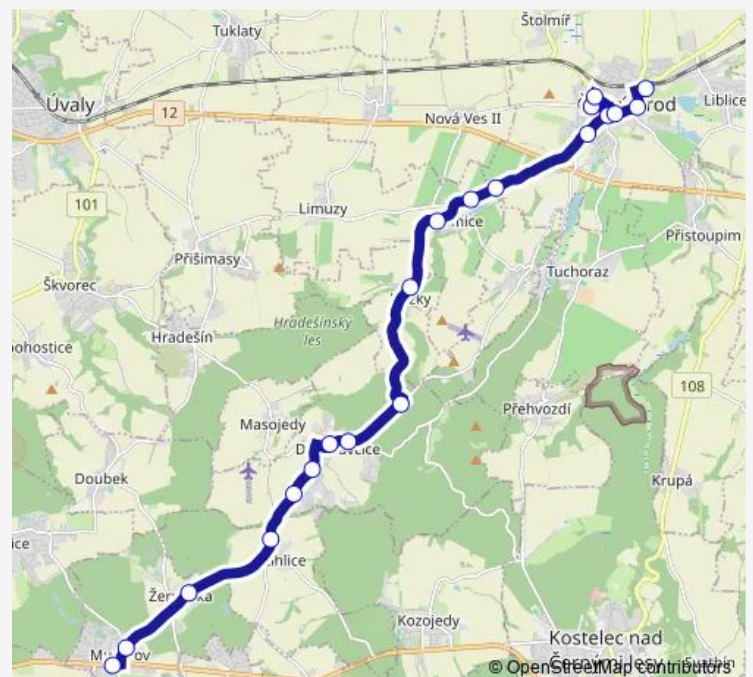 Štolmíř
Tuklaty
Úvaly
12
Nová Ves II
rod
Liblice
101
Limuzy
Přistoupim
Přišimasy
Tuchoraz
Škvorec
Hradešín
Hradešínský
les
108
Přehvozdí
Masojedy
Doubek
Krupá
Kozojedy
Kostelec nad
© OpenStreetMap contributors